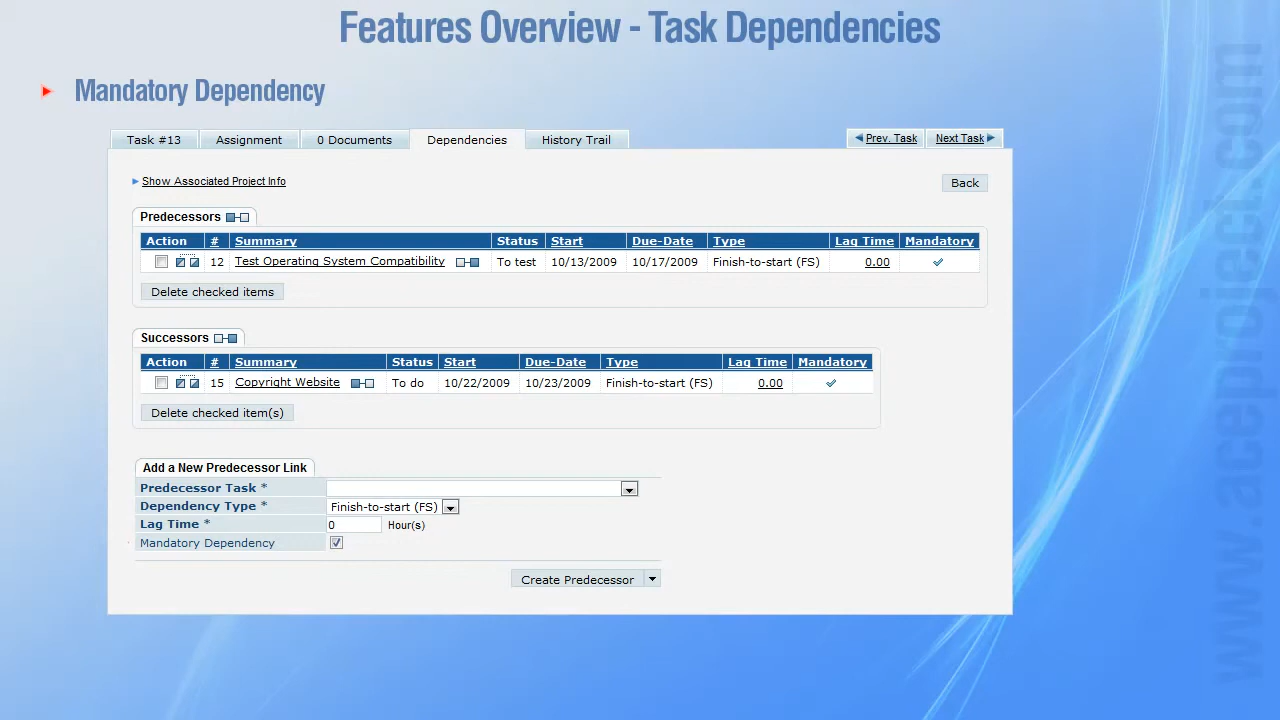 Features Overview - Task Dependencies
Mandatory Dependency
Task #13 Assignment 0 Documents Dependencies History Trail Prev. Task Next Task
Show Associated Project Info Back
Predecessors
Action # Summary Status Start Due-Date Type Lag Time Mandatory
12 Test Operating System Compatibility To test 10/13/2009 10/17/2009 Finish-to-start (FS) 0.00
Delete checked items
Successors
Action # Summary Status Start Due-Date Type Lag Time Mandatory
15 Copyright Website To do 10/22/2009 10/23/2009 Finish-to-start (FS) 0.00
Delete checked item(s)
Add a New Predecessor Link
Predecessor Task *
Dependency Type * Finish-to-start (FS)
Lag Time * 0 Hour(s)
Mandatory Dependency
Create Predecessor
www.aceproject.com